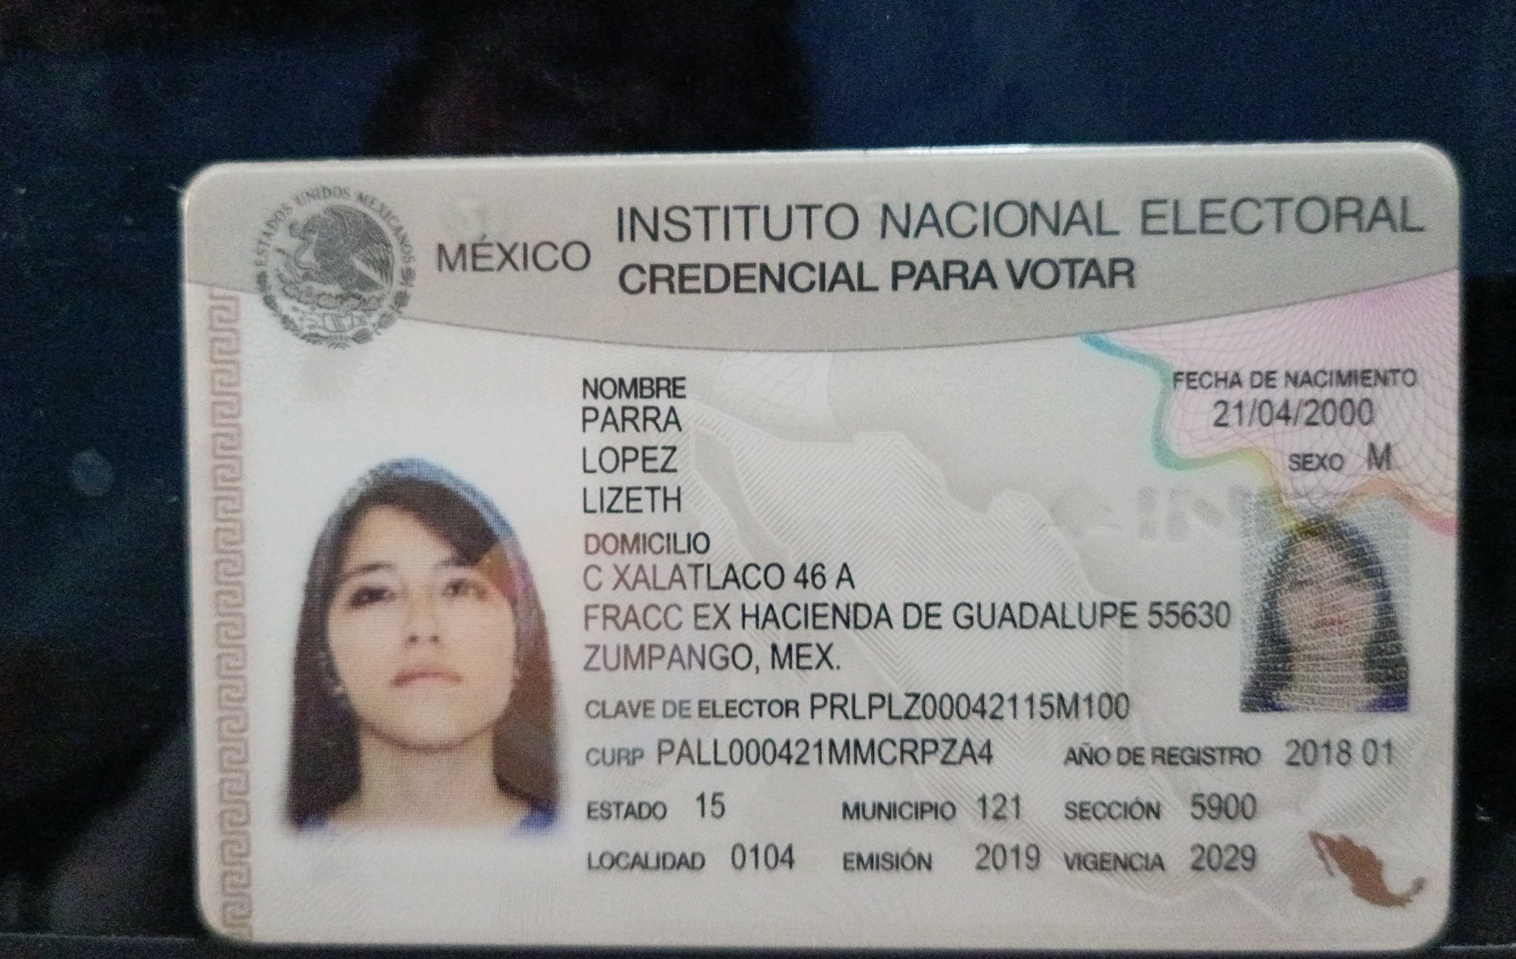 ESTADOS UNIDOS MEXICANOS
MÉXICO
INSTITUTO NACIONAL ELECTORAL
CREDENCIAL PARA VOTAR
NOMBRE
PARRA
LOPEZ
LIZETH
FECHA DE NACIMIENTO
21/04/2000
SEXO M
DOMICILIO
C XALATLACO 46 A
FRACC EX HACIENDA DE GUADALUPE 55630
ZUMPANGO, MEX.
CLAVE DE ELECTOR PRLPLZ00042115M100
CURP PALL000421MMCRPZA4 AÑO DE REGISTRO 2018 01
ESTADO 15 MUNICIPIO 121 SECCIÓN 5900
LOCALIDAD 0104 EMISIÓN 2019 VIGENCIA 2029